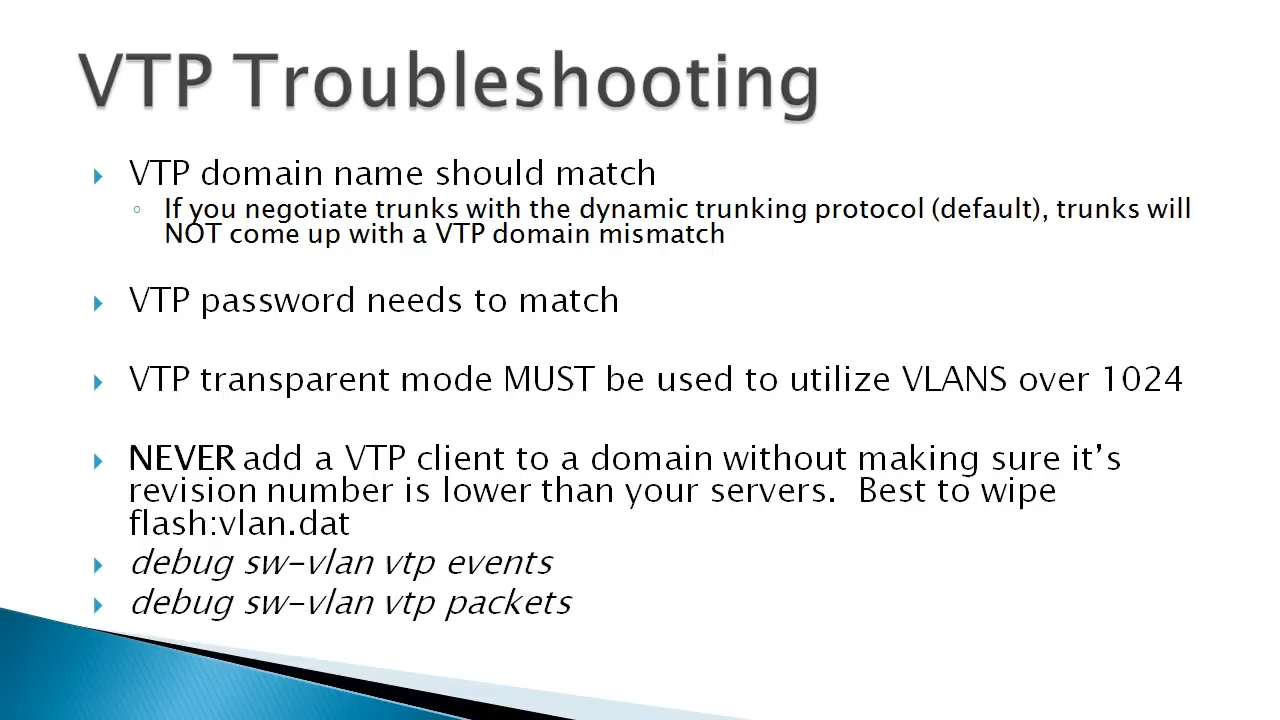 VTP Troubleshooting
VTP domain name should match
If you negotiate trunks with the dynamic trunking protocol (default), trunks will
NOT come up with a VTP domain mismatch
VTP password needs to match
VTP transparent mode MUST be used to utilize VLANS over 1024
NEVER add a VTP client to a domain without making sure it’s
revision number is lower than your servers.  Best to wipe
flash:vlan.dat
debug sw-vlan vtp events
debug sw-vlan vtp packets